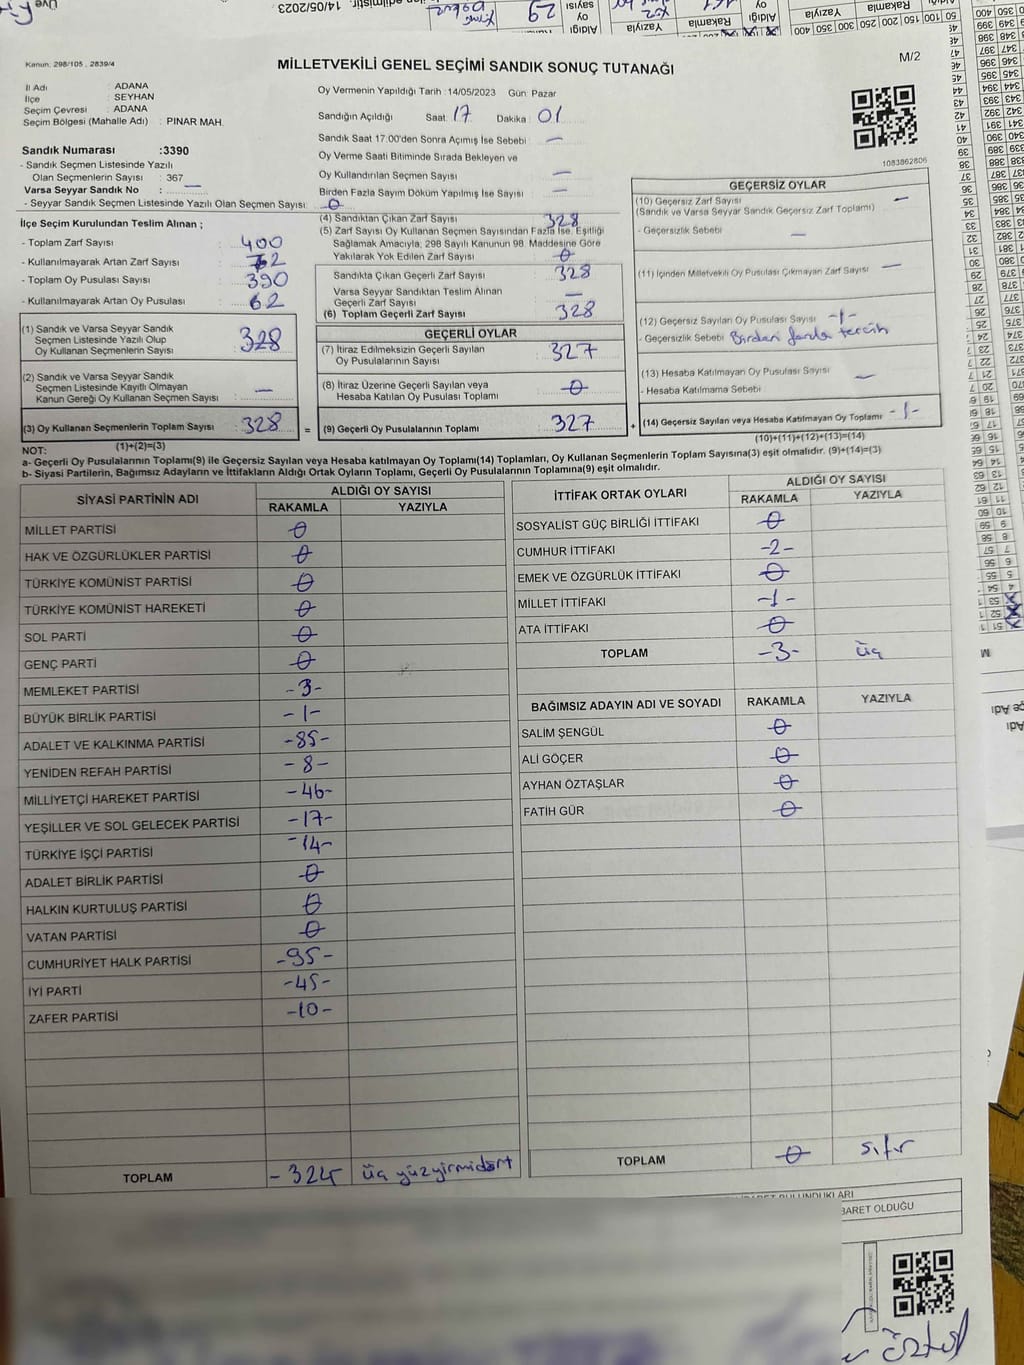 Kanun: 298/105 , 2839/4
MİLLETVEKİLİ GENEL SEÇİMİ SANDIK SONUÇ TUTANAĞI
M/2
İl Adı : ADANA
İlçe : SEYHAN
Seçim Çevresi : ADANA
Seçim Bölgesi (Mahalle Adı) : PINAR MAH.
Sandık Numarası :3390
- Sandık Seçmen Listesinde Yazılı
Olan Seçmenlerin Sayısı : 367
Varsa Seyyar Sandık No : —
- Seyyar Sandık Seçmen Listesinde Yazılı Olan Seçmen Sayısı: 0
Oy Vermenin Yapıldığı Tarih : 14/05/2023 Gün: Pazar
Sandığın Açıldığı Saat: 17 Dakika: 01
Sandık Saat 17:00'den Sonra Açımış İse Sebebi —
Oy Verme Saati Bitiminde Sırada Bekleyen ve
Oy Kullandırılan Seçmen Sayısı —
Birden Fazla Sayım Döküm Yapılmış İse Sayısı —
1083862806
İlçe Seçim Kurulundan Teslim Alınan ;
- Toplam Zarf Sayısı : 400
- Kullanılmayarak Artan Zarf Sayısı : 72
- Toplam Oy Pusulası Sayısı : 390
- Kullanılmayarak Artan Oy Pusulası : 62
(1) Sandık ve Varsa Seyyar Sandık
Seçmen Listesinde Yazılı Olup
Oy Kullanan Seçmenlerin Sayısı : 328
(2) Sandık ve Varsa Seyyar Sandık
Seçmen Listesinde Kayıtlı Olmayan
Kanun Gereği Oy Kullanan Seçmen Sayısı : —
(3) Oy Kullanan Seçmenlerin Toplam Sayısı : 328
(4) Sandıktan Çıkan Zarf Sayısı 328
(5) Zarf Sayısı Oy Kullanan Seçmen Sayısından Fazla İse, Eşitliği
Sağlamak Amacıyla, 298 Sayılı Kanunun 98. Maddesine Göre
Yakılarak Yok Edilen Zarf Sayısı : 0
Sandıkta Çıkan Geçerli Zarf Sayısı : 328
Varsa Seyyar Sandıktan Teslim Alınan
Geçerli Zarf Sayısı : —
(6) Toplam Geçerli Zarf Sayısı : 328
GEÇERLİ OYLAR
(7) İtiraz Edilmeksizin Geçerli Sayılan
Oy Pusulalarının Sayısı : 327
(8) İtiraz Üzerine Geçerli Sayılan veya
Hesaba Katılan Oy Pusulası Toplamı : 0
= (9) Geçerli Oy Pusulalarının Toplamı : 327
GEÇERSİZ OYLAR
(10) Geçersiz Zarf Sayısı —
(Sandık ve Varsa Seyyar Sandık Geçersiz Zarf Toplamı)
- Geçersizlik Sebebi —
(11) İçinden Milletvekili Oy Pusulası Çıkmayan Zarf Sayısı —
(12) Geçersiz Sayılan Oy Pusulası Sayısı -1-
- Geçersizlik Sebebi Birden fazla tercih
(13) Hesaba Katılmayan Oy Pusulası Sayısı —
- Hesaba Katılmama Sebebi
+ (14) Geçersiz Sayılan veya Hesaba Katılmayan Oy Toplamı -1-
NOT: (1)+(2)=(3)
(10)+(11)+(12)+(13)=(14)
a- Geçerli Oy Pusulalarının Toplamı(9) ile Geçersiz Sayılan veya Hesaba katılmayan Oy Toplamı(14) Toplamları, Oy Kullanan Seçmenlerin Toplam Sayısına(3) eşit olmalıdır. (9)+(14)=(3)
b- Siyasi Partilerin, Bağımsız Adayların ve İttifakların Aldığı Ortak Oyların Toplamı, Geçerli Oy Pusulalarının Toplamına(9) eşit olmalıdır.
SİYASİ PARTİNİN ADI ALDIĞI OY SAYISI
RAKAMLA YAZIYLA
MİLLET PARTİSİ 0
HAK VE ÖZGÜRLÜKLER PARTİSİ 0
TÜRKİYE KOMÜNİST PARTİSİ 0
TÜRKİYE KOMÜNİST HAREKETİ 0
SOL PARTİ 0
GENÇ PARTİ 0
MEMLEKET PARTİSİ -3-
BÜYÜK BİRLİK PARTİSİ -1-
ADALET VE KALKINMA PARTİSİ -85-
YENİDEN REFAH PARTİSİ -8-
MİLLİYETÇİ HAREKET PARTİSİ -46-
YEŞİLLER VE SOL GELECEK PARTİSİ -17-
TÜRKİYE İŞÇİ PARTİSİ -14-
ADALET BİRLİK PARTİSİ 0
HALKIN KURTULUŞ PARTİSİ 0
VATAN PARTİSİ 0
CUMHURİYET HALK PARTİSİ -95-
İYİ PARTİ -45-
ZAFER PARTİSİ -10-
TOPLAM -324- üç yüzyirmidört
İTTİFAK ORTAK OYLARI ALDIĞI OY SAYISI
RAKAMLA YAZIYLA
SOSYALİST GÜÇ BİRLİĞİ İTTİFAKI 0
CUMHUR İTTİFAKI -2-
EMEK VE ÖZGÜRLÜK İTTİFAKI 0
MİLLET İTTİFAKI -1-
ATA İTTİFAKI 0
TOPLAM -3- üç
BAĞIMSIZ ADAYIN ADI VE SOYADI RAKAMLA YAZIYLA
SALİM ŞENGÜL 0
ALİ GÖÇER 0
AYHAN ÖZTAŞLAR 0
FATİH GÜR 0
TOPLAM 0 sıfır
BARET OLDUĞU